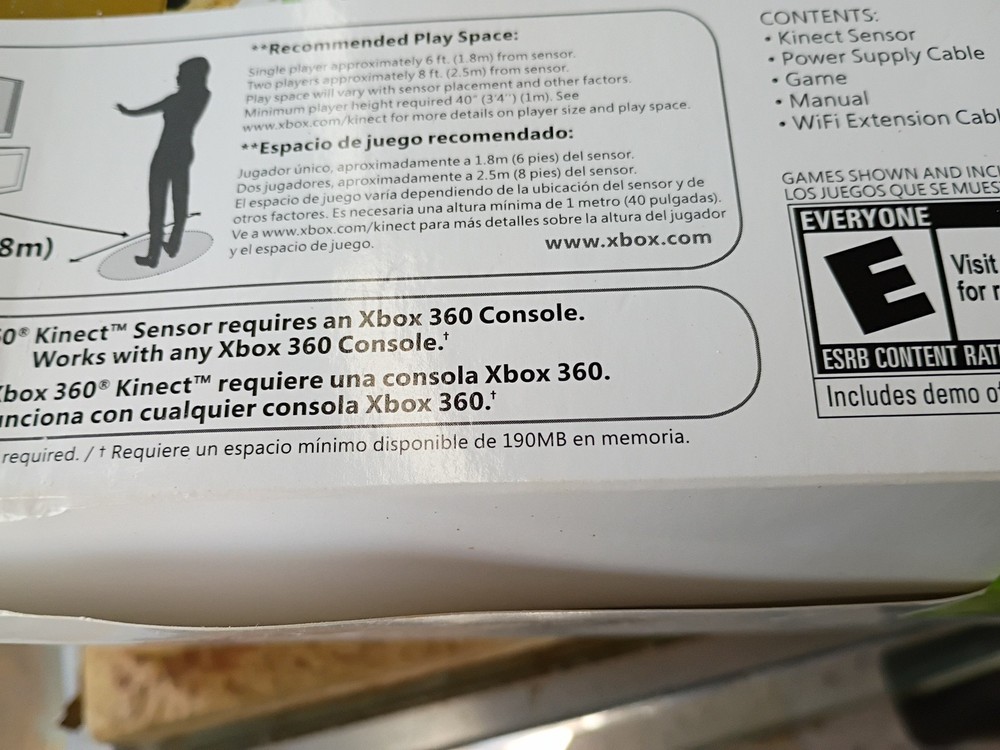 **Recommended Play Space:
Single player approximately 6 ft. (1.8m) from sensor.
Two players approximately 8 ft. (2.5m) from sensor.
Play space will vary with sensor placement and other factors.
Minimum player height required 40" (3'4") (1m). See
www.xbox.com/kinect for more details on player size and play space.
**Espacio de juego recomendado:
Jugador único, aproximadamente a 1.8m (6 pies) del sensor.
Dos jugadores, aproximadamente a 2.5m (8 pies) del sensor.
El espacio de juego varía dependiendo de la ubicación del sensor y de
otros factores. Es necesaria una altura mínima de 1 metro (40 pulgadas).
Ve a www.xbox.com/kinect para más detalles sobre la altura del jugador
y el espacio de juego.
www.xbox.com
8m)
0® Kinect™ Sensor requires an Xbox 360 Console.
Works with any Xbox 360 Console.†
Xbox 360® Kinect™ requiere una consola Xbox 360.
nciona con cualquier consola Xbox 360.†
required. / † Requiere un espacio mínimo disponible de 190MB en memoria.
CONTENTS:
• Kinect Sensor
• Power Supply Cable
• Game
• Manual
• WiFi Extension Cabl
GAMES SHOWN AND INCL
LOS JUEGOS QUE SE MUES
EVERYONE
E
Visit
for r
ESRB CONTENT RATI
Includes demo o